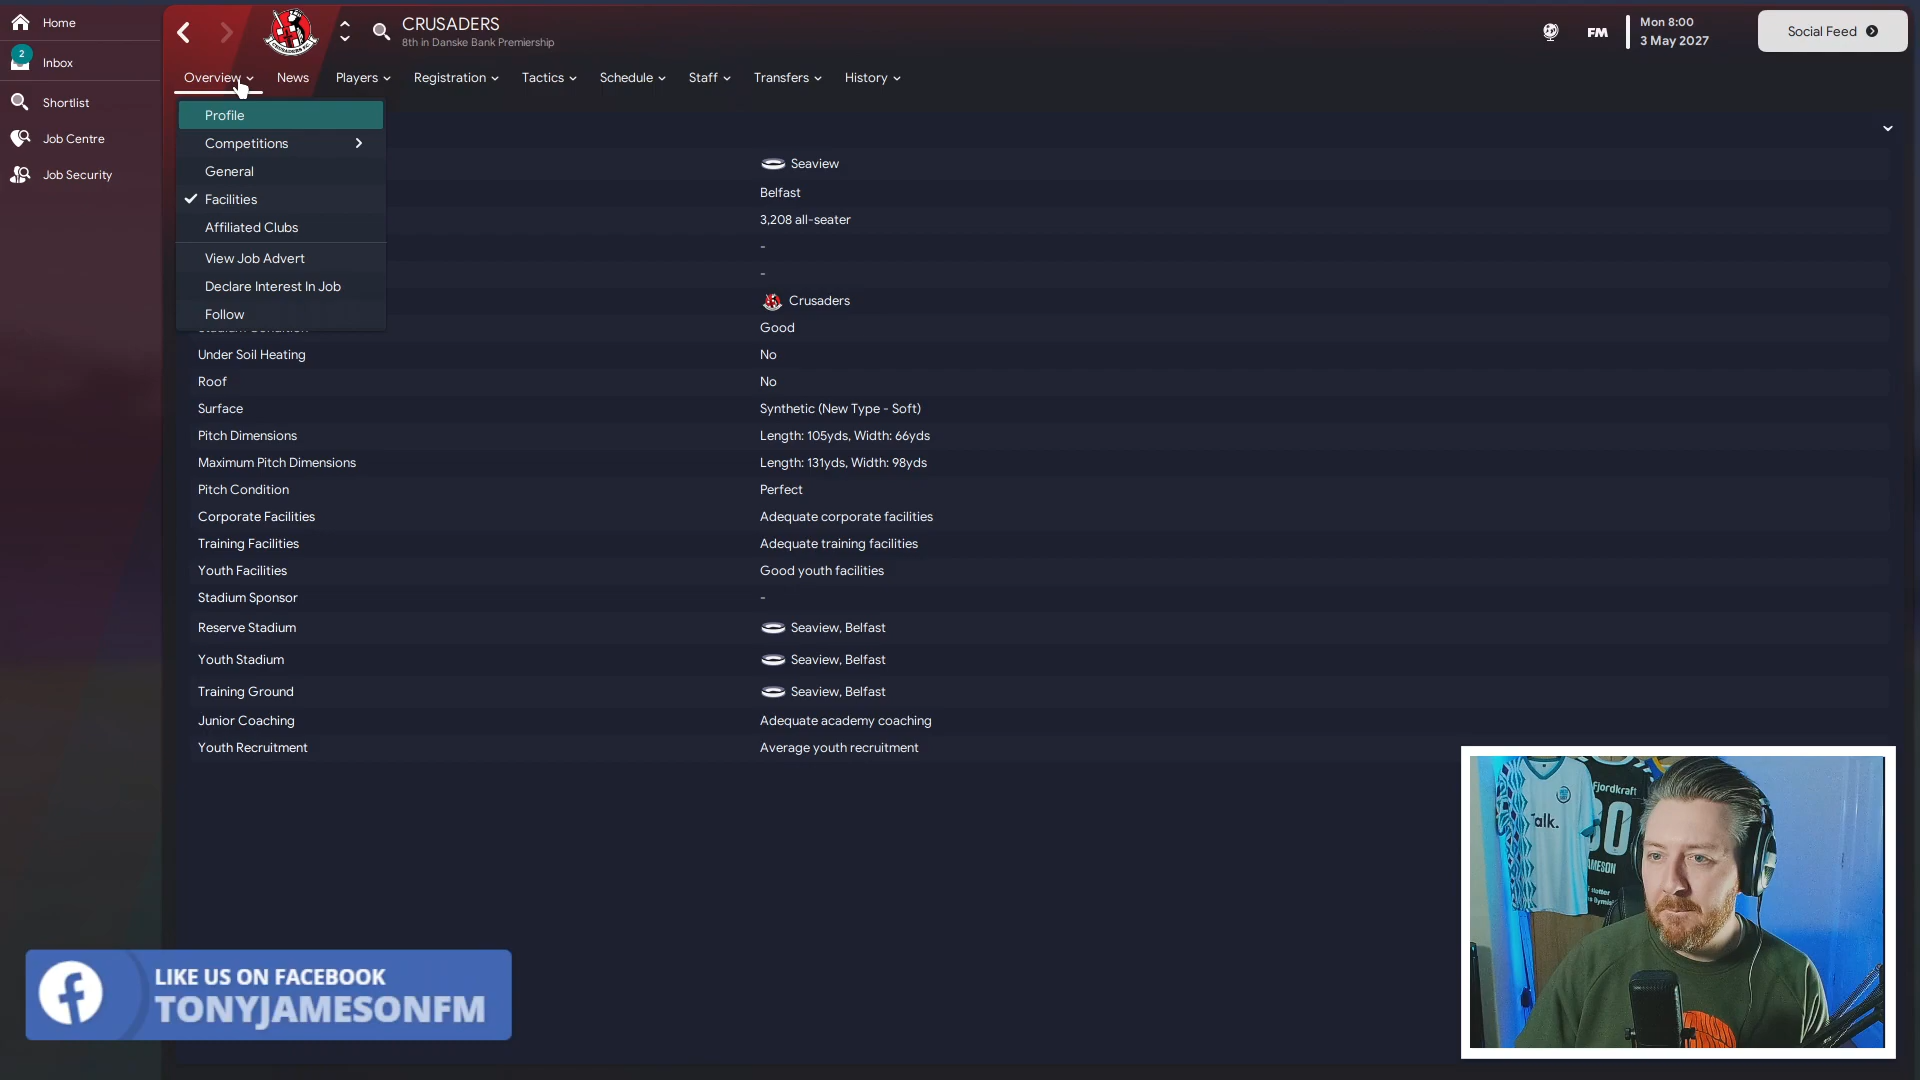 Home
CRUSADERS
8th in Danske Bank Premiership
FM
Mon 8:00
3 May 2027
Social Feed
2
Inbox
Overview
News
Players
Registration
Tactics
Schedule
Staff
Transfers
History
Shortlist
Job Centre
Job Security
Profile
Competitions
General
Facilities
Affiliated Clubs
View Job Advert
Declare Interest In Job
Follow
Seaview
Belfast
3,208 all-seater
-
-
Crusaders
Good
Under Soil Heating
No
Roof
No
Surface
Synthetic (New Type - Soft)
Pitch Dimensions
Length: 105yds, Width: 66yds
Maximum Pitch Dimensions
Length: 131yds, Width: 98yds
Pitch Condition
Perfect
Corporate Facilities
Adequate corporate facilities
Training Facilities
Adequate training facilities
Youth Facilities
Good youth facilities
Stadium Sponsor
-
Reserve Stadium
Seaview, Belfast
Youth Stadium
Seaview, Belfast
Training Ground
Seaview, Belfast
Junior Coaching
Adequate academy coaching
Youth Recruitment
Average youth recruitment
Fjordkraft
Talk.
LIKE US ON FACEBOOK
TONYJAMESONFM